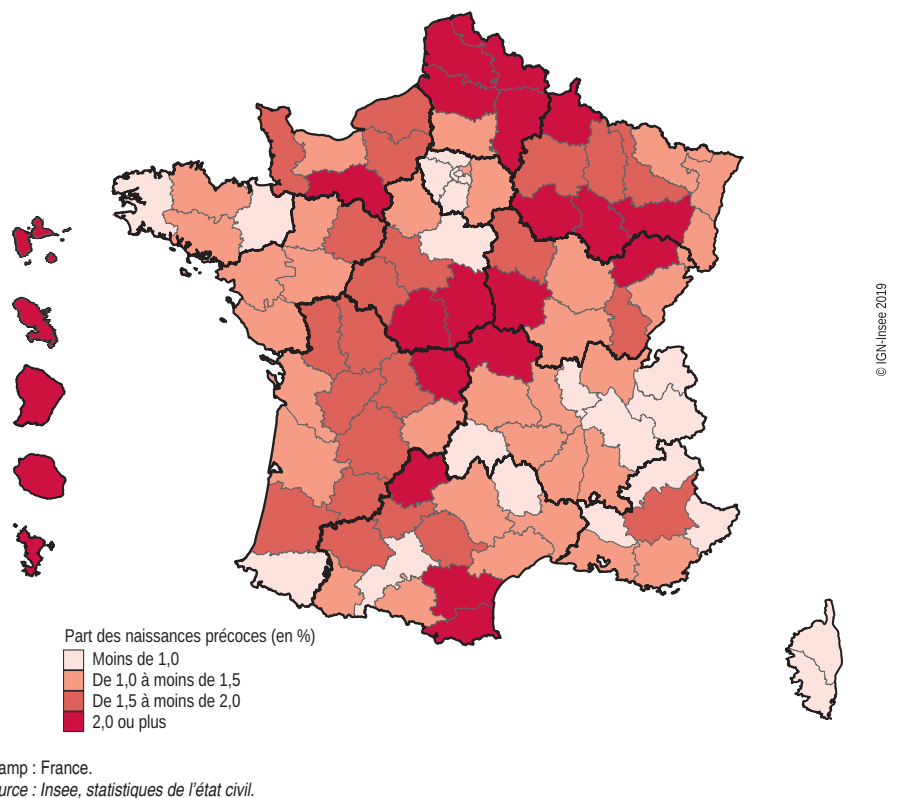 © IGN-Insee 2019
Part des naissances précoces (en %)
Moins de 1,0
De 1,0 à moins de 1,5
De 1,5 à moins de 2,0
2,0 ou plus
amp : France.
urce : Insee, statistiques de l’état civil.